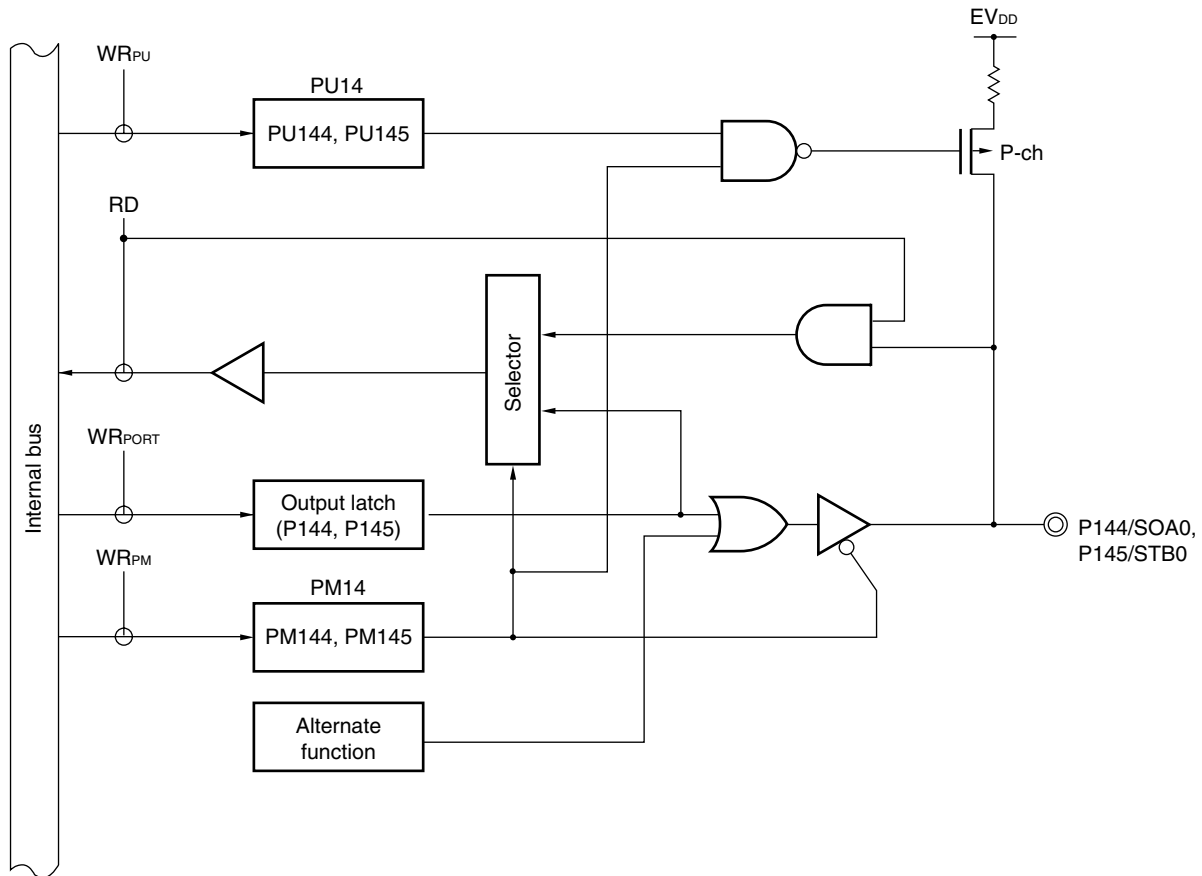 EVDD
WRPU
PU14
PU144, PU145
P-ch
RD
Selector
Internal bus
WRPORT
Output latch
(P144, P145)
P144/SOA0,
P145/STB0
WRPM
PM14
PM144, PM145
Alternate
function